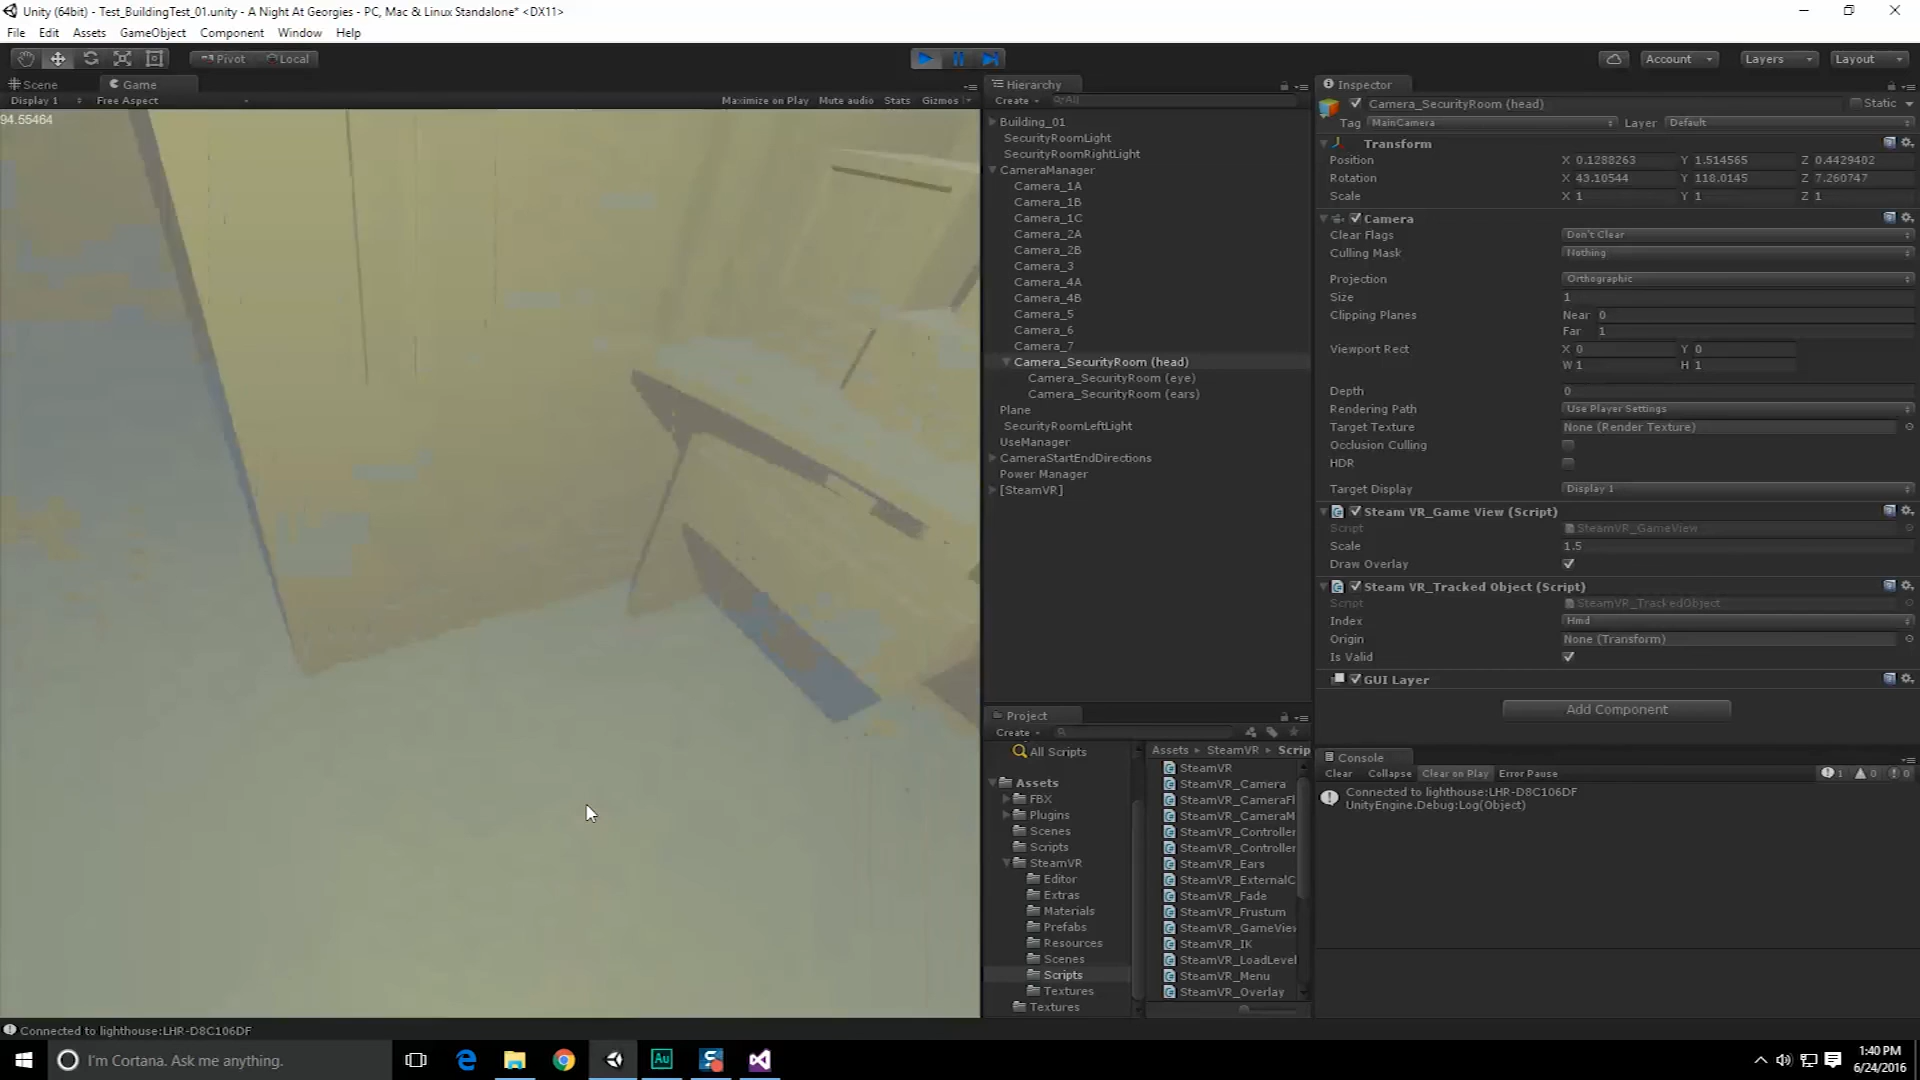 Unity (64bit) - Test_BuildingTest_01.unity - A Night At Georgies - PC, Mac & Linux Standalone* <DX11>
File Edit Assets GameObject Component Window Help
Pivot Local
Account Layers Layout
Scene Game
Display 1 Free Aspect Maximize on Play Mute audio Stats Gizmos
94.55464
Hierarchy
Create All
Building_01
SecurityRoomLight
SecurityRoomRightLight
CameraManager
Camera_1A
Camera_1B
Camera_1C
Camera_2A
Camera_2B
Camera_3
Camera_4A
Camera_4B
Camera_5
Camera_6
Camera_7
Camera_SecurityRoom (head)
Camera_SecurityRoom (eye)
Camera_SecurityRoom (ears)
Plane
SecurityRoomLeftLight
UseManager
CameraStartEndDirections
Power Manager
[SteamVR]
Project
Create
All Scripts
Assets
FBX
Plugins
Scenes
Scripts
SteamVR
Editor
Extras
Materials
Prefabs
Resources
Scenes
Scripts
Textures
Textures
Assets SteamVR Scrip
SteamVR
SteamVR_Camera
SteamVR_CameraFl
SteamVR_CameraM
SteamVR_Controller
SteamVR_Controller
SteamVR_Ears
SteamVR_ExternalC
SteamVR_Fade
SteamVR_Frustum
SteamVR_GameView
SteamVR_IK
SteamVR_LoadLevel
SteamVR_Menu
SteamVR_Overlay
Inspector
Camera_SecurityRoom (head) Static
Tag MainCamera Layer Default
Transform
Position X 0.1288263 Y 1.514565 Z 0.4429402
Rotation X 43.10544 Y 118.0145 Z 7.260747
Scale X 1 Y 1 Z 1
Camera
Clear Flags Don't Clear
Culling Mask Nothing
Projection Orthographic
Size 1
Clipping Planes Near 0
Far 1
Viewport Rect X 0 Y 0
W 1 H 1
Depth 0
Rendering Path Use Player Settings
Target Texture None (Render Texture)
Occlusion Culling
HDR
Target Display Display 1
Steam VR_Game View (Script)
Script SteamVR_GameView
Scale 1.5
Draw Overlay
Steam VR_Tracked Object (Script)
Script SteamVR_TrackedObject
Index Hmd
Origin None (Transform)
Is Valid
GUI Layer
Add Component
Console
Clear Collapse Clear on Play Error Pause 1 0 0
Connected to lighthouse:LHR-D8C106DF
UnityEngine.Debug:Log(Object)
Connected to lighthouse:LHR-D8C106DF
I'm Cortana. Ask me anything.
Au
1:40 PM
6/24/2016